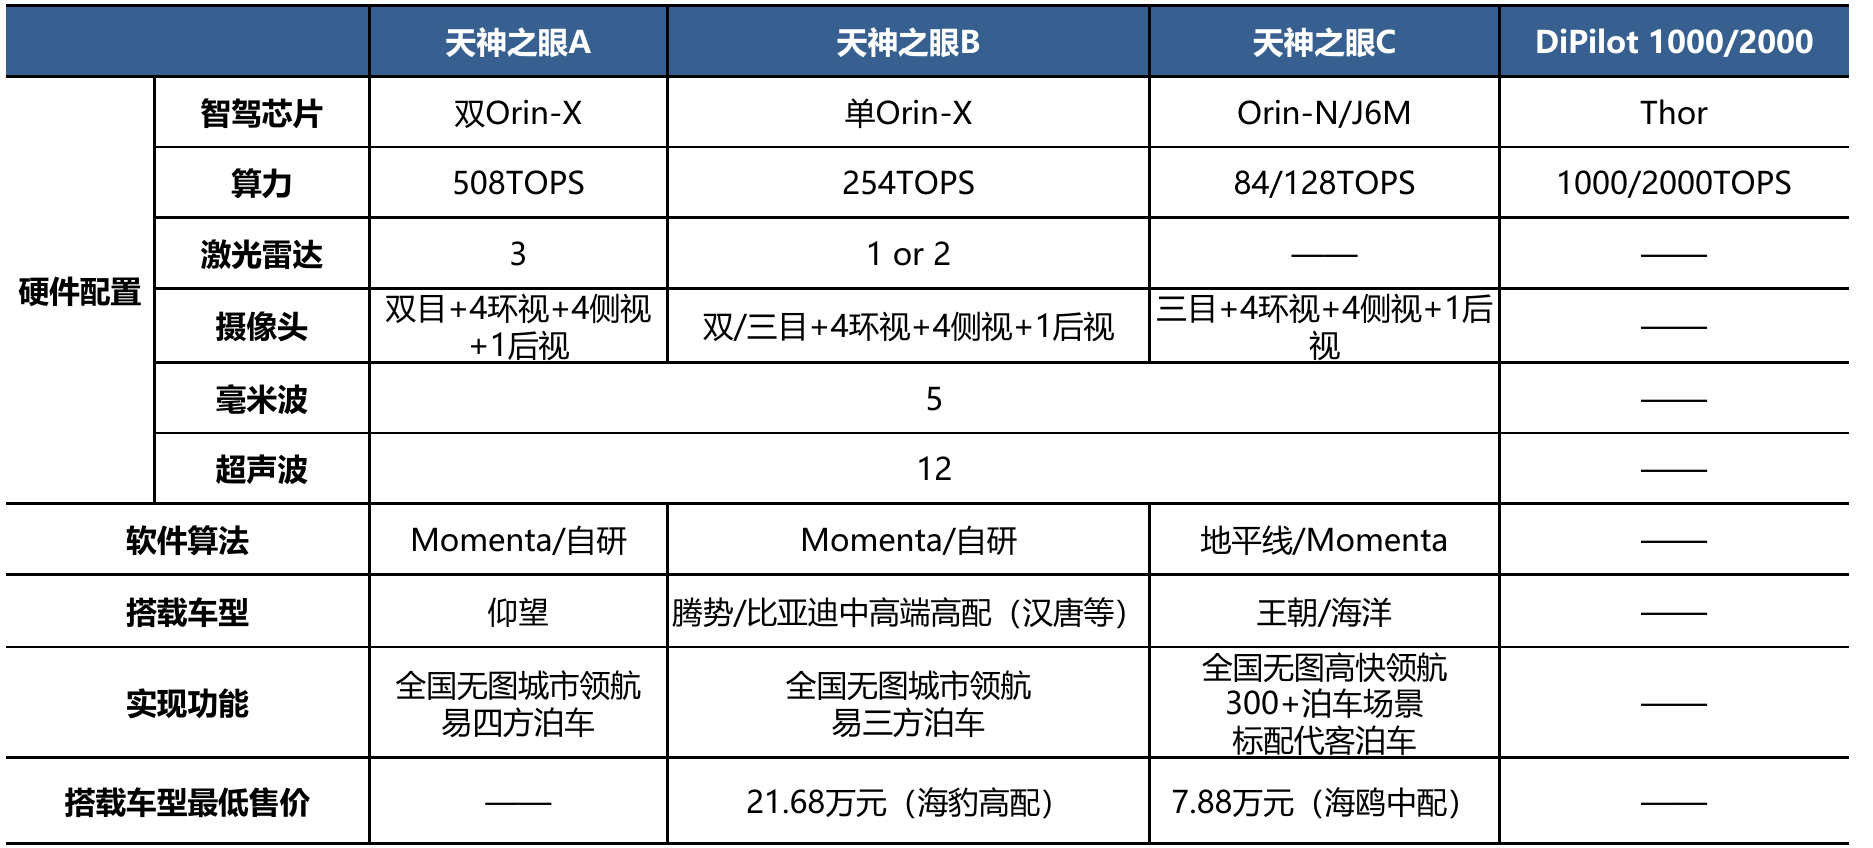 天神之眼A 天神之眼B 天神之眼C DiPilot 1000/2000
硬件配置
智驾芯片 双Orin-X 单Orin-X Orin-N/J6M Thor
算力 508TOPS 254TOPS 84/128TOPS 1000/2000TOPS
激光雷达 3 1 or 2 —— ——
摄像头 双目+4环视+4侧视
+1后视 双/三目+4环视+4侧视+1后视 三目+4环视+4侧视+1后
视 ——
毫米波 5 ——
超声波 12 ——
软件算法 Momenta/自研 Momenta/自研 地平线/Momenta ——
搭载车型 仰望 腾势/比亚迪中高端高配（汉唐等） 王朝/海洋 ——
实现功能 全国无图城市领航
易四方泊车 全国无图城市领航
易三方泊车 全国无图高快领航
300+泊车场景
标配代客泊车 ——
搭载车型最低售价 —— 21.68万元（海豹高配） 7.88万元（海鸥中配） ——